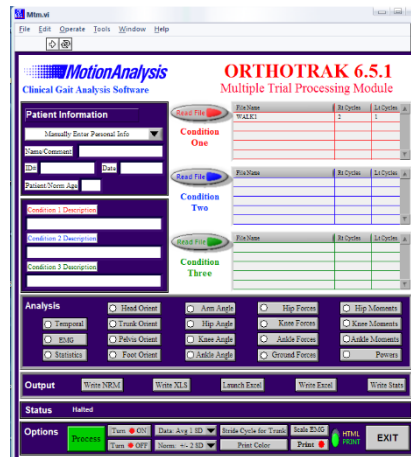 Mtm.vi
File Edit Operate Tools Window Help
MotionAnalysis
Clinical Gait Analysis Software
ORTHOTRAK 6.5.1
Multiple Trial Processing Module
Patient Information
Manually Enter Personal Info
Name/Comment
ID# Date
Patient/Norm Age
Condition 1 Description
Condition 2 Description
Condition 3 Description
Read File
Condition
One
File Name Rt Cycles Lt Cycles
WALK1 2 1
Read File
Condition
Two
File Name Rt Cycles Lt Cycles
Read File
Condition
Three
File Name Rt Cycles Lt Cycles
Analysis
Head Orient Arm Angle Hip Forces Hip Moments
Temporal Trunk Orient Hip Angle Knee Forces Knee Moments
EMG Pelvis Orient Knee Angle Ankle Forces Ankle Moments
Statistics Foot Orient Ankle Angle Ground Forces Powers
Output Write NRM Write XLS Launch Excel Write Excel Write Stats
Status Halted
Options Process Turn ON Data: Avg 1 SD Stride Cycle for Trunk Scale EMG HTML PRINT EXIT
Turn OFF Norm: +/- 2 SD Print Color Print